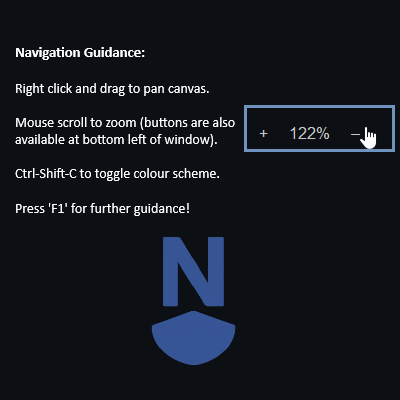 Navigation Guidance:
Right click and drag to pan canvas.
Mouse scroll to zoom (buttons are also
available at bottom left of window).
+ 122% –
Ctrl-Shift-C to toggle colour scheme.
Press 'F1' for further guidance!
N